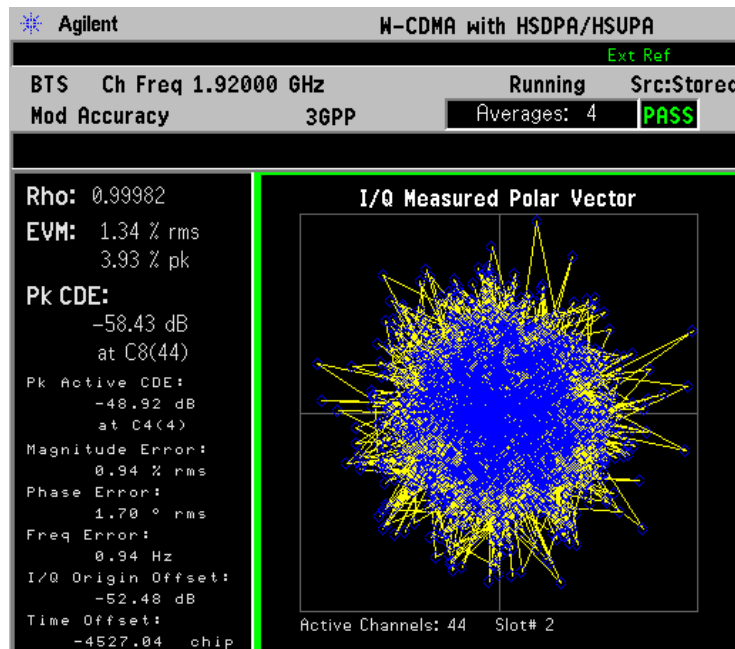 Agilent W-CDMA with HSDPA/HSUPA
Ext Ref
BTS Ch Freq 1.92000 GHz Running Src:Stored
Mod Accuracy 3GPP Averages: 4 PASS
Rho: 0.99982
EVM: 1.34 % rms
3.93 % pk
Pk CDE:
-58.43 dB
at C8(44)
Pk Active CDE:
-48.92 dB
at C4(4)
Magnitude Error:
0.94 % rms
Phase Error:
1.70 ° rms
Freq Error:
0.94 Hz
I/Q Origin Offset:
-52.48 dB
Time Offset:
-4527.04 chip
I/Q Measured Polar Vector
Active Channels: 44 Slot# 2